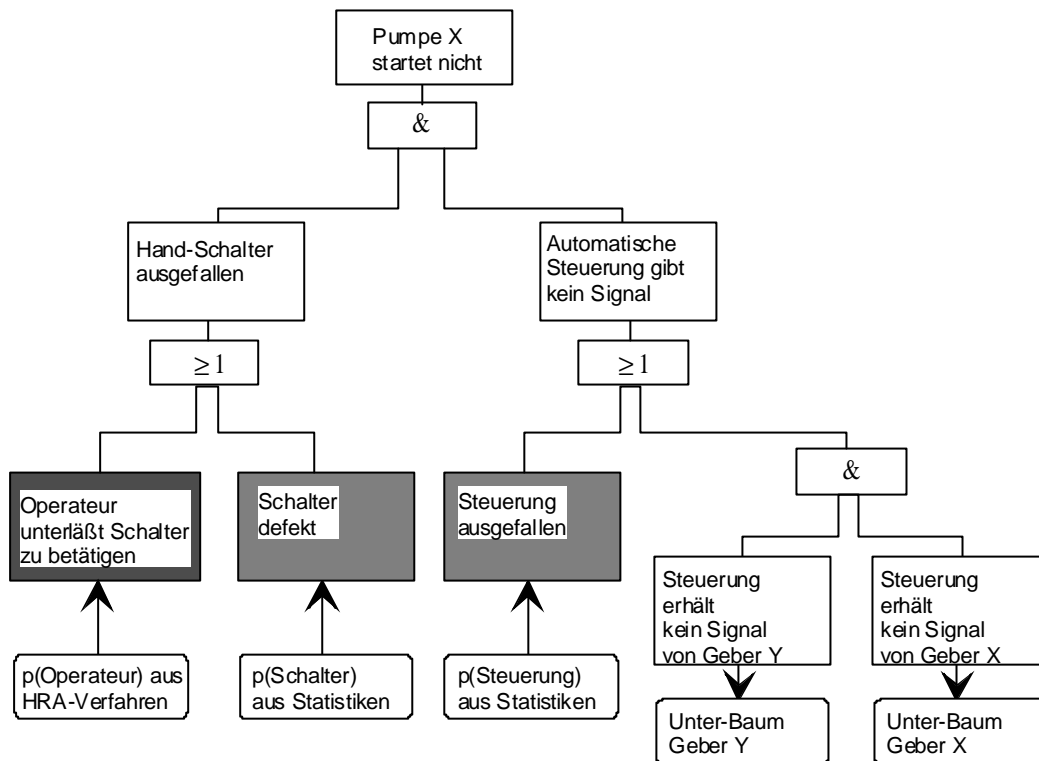 Pumpe X
startet nicht
&
Hand-Schalter
ausgefallen
Automatische
Steuerung gibt
kein Signal
≥ 1
≥ 1
&
Operateur
unterläßt Schalter
zu betätigen
Schalter
defekt
Steuerung
ausgefallen
Steuerung
erhält
kein Signal
von Geber Y
Steuerung
erhält
kein Signal
von Geber X
p(Operateur) aus
HRA-Verfahren
p(Schalter)
aus Statistiken
p(Steuerung)
aus Statistiken
Unter-Baum
Geber Y
Unter-Baum
Geber X